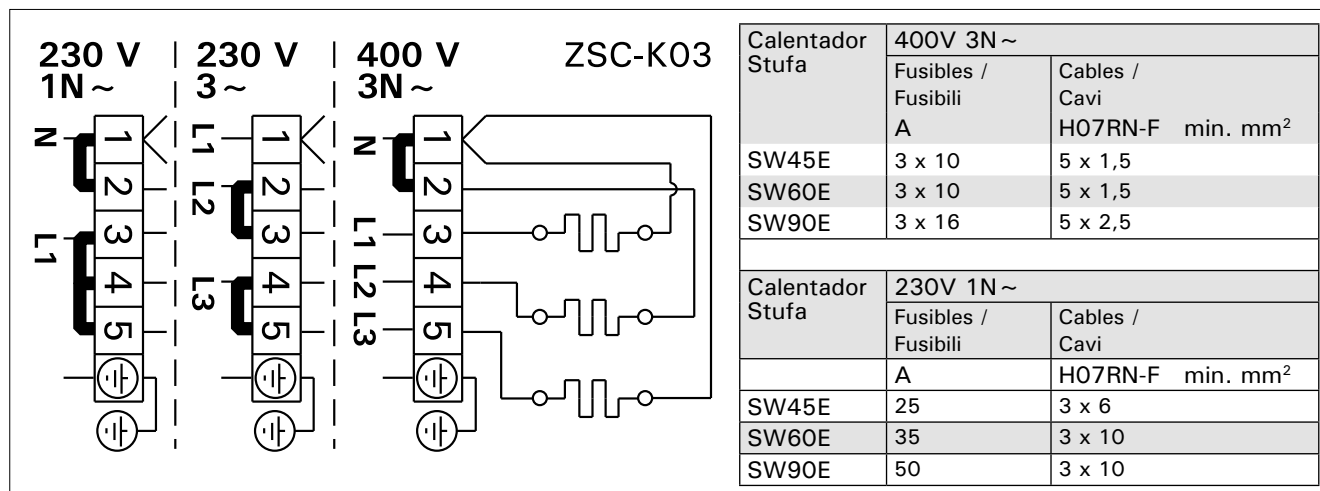 230 V
1N ~
N
L1
1
2
3
4
5
230 V
3 ~
L1
L2
L3
1
2
3
4
5
400 V
3N ~
N
L1
L2
L3
1
2
3
4
5
ZSC-K03
Calentador 400V 3N ~
Stufa Fusibles / Cables /
Fusibili Cavi
A H07RN-F min. mm²
SW45E 3 x 10 5 x 1,5
SW60E 3 x 10 5 x 1,5
SW90E 3 x 16 5 x 2,5
Calentador 230V 1N ~
Stufa Fusibles / Cables /
Fusibili Cavi
A H07RN-F min. mm²
SW45E 25 3 x 6
SW60E 35 3 x 10
SW90E 50 3 x 10